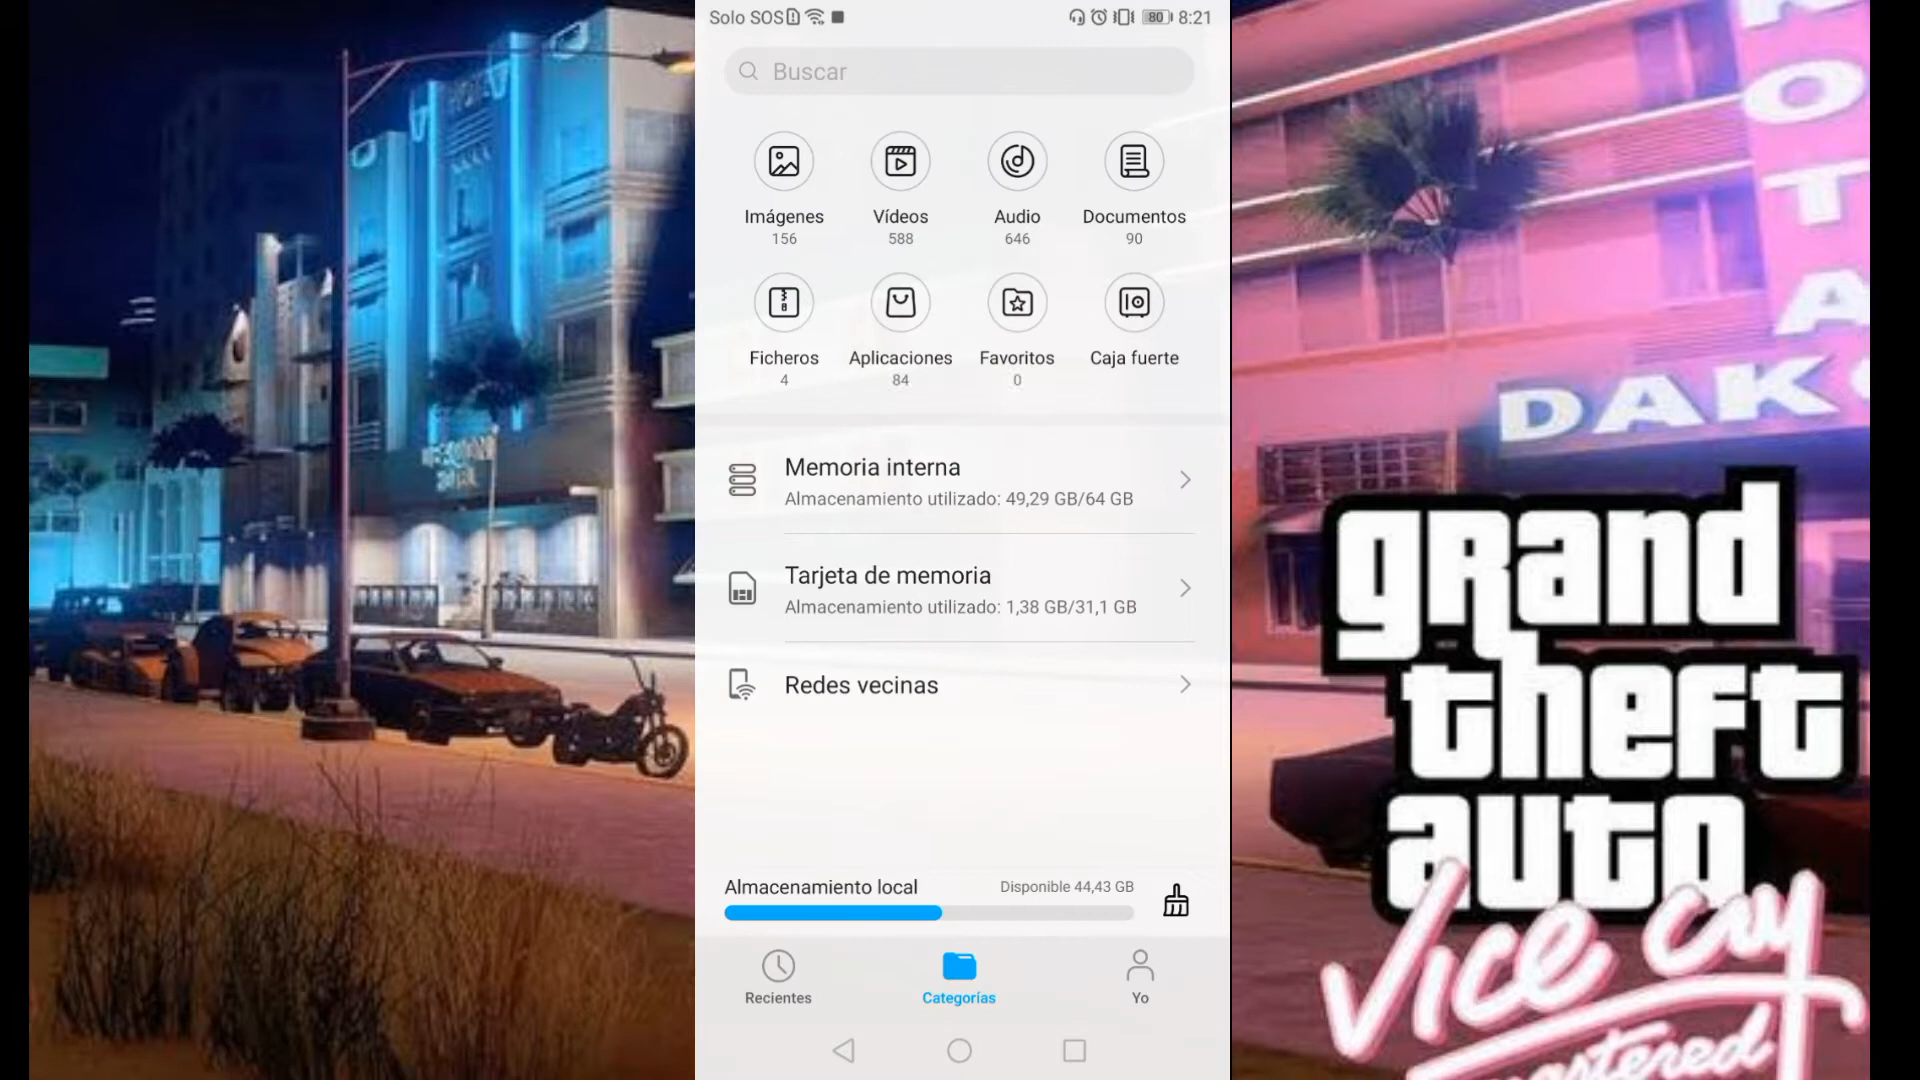 Solo SOS
80 8:21
Buscar
Imágenes
156
Vídeos
588
Audio
646
Documentos
90
Ficheros
4
Aplicaciones
84
Favoritos
0
Caja fuerte
Memoria interna
Almacenamiento utilizado: 49,29 GB/64 GB
Tarjeta de memoria
Almacenamiento utilizado: 1,38 GB/31,1 GB
Redes vecinas
Almacenamiento local
Disponible 44,43 GB
Recientes
Categorías
Yo
DAK
grand
theft
auto
Vice City